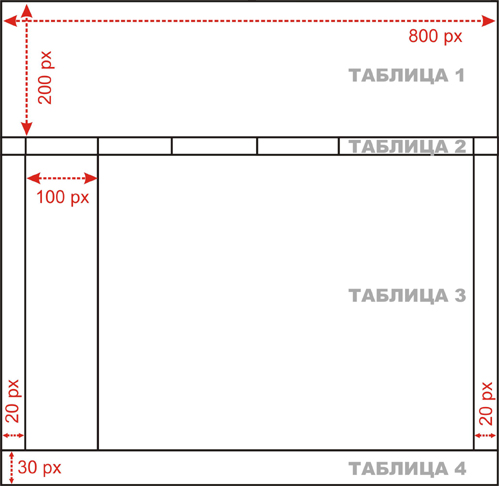 800 px
200 px
ТАБЛИЦА 1
ТАБЛИЦА 2
100 px
ТАБЛИЦА 3
20 px
20 px
30 px
ТАБЛИЦА 4